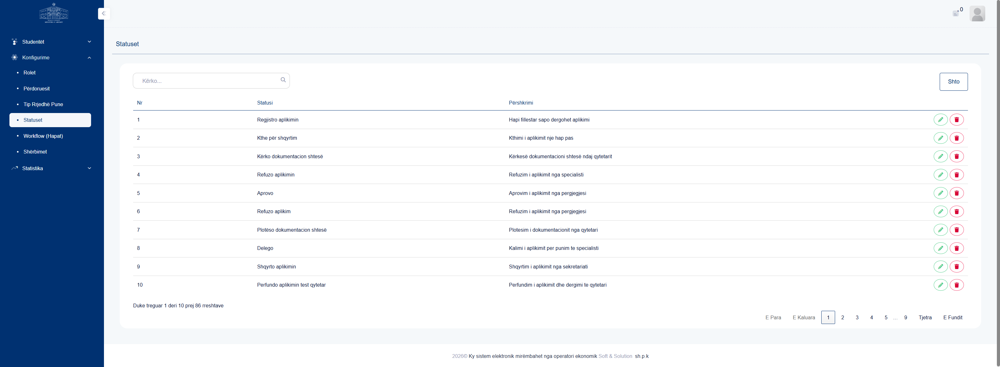 0
Studentët
Konfigurime
Rolet
Përdoruesit
Tip Rrjedhë Pune
Statuset
Workflow (Hapat)
Shërbimet
Statistika
Statuset
Kërko...
Shto
Nr Statusi Përshkrimi
1 Regjistro aplikimin Hapi fillestar sapo dergohet aplikimi
2 Kthe për shqyrtim Kthimi i aplikimit nje hap pas
3 Kërko dokumentacion shtesë Kërkesë dokumentacioni shtesë ndaj qytetarit
4 Refuzo aplikimin Refuzim i aplikimit nga specialisti
5 Aprovo Aprovim i aplikimit nga pergjegjesi
6 Refuzo aplikim Refuzim i aplikimit nga pergjegjesi
7 Plotëso dokumentacion shtesë Plotesim i dokumentacionit nga qytetari
8 Delego Kalimi i aplikimit per punim te specialisti
9 Shqyrto aplikimin Shqyrtim i aplikimit nga sekretariati
10 Perfundo aplikimin test qytetar Perfundim i aplikimit dhe dergimi te qytetari
Duke treguar 1 deri 10 prej 86 rreshtave
E Para E Kaluara 1 2 3 4 5 ... 9 Tjetra E Fundit
2026© Ky sistem elektronik mirëmbahet nga operatori ekonomik Soft & Solution sh.p.k